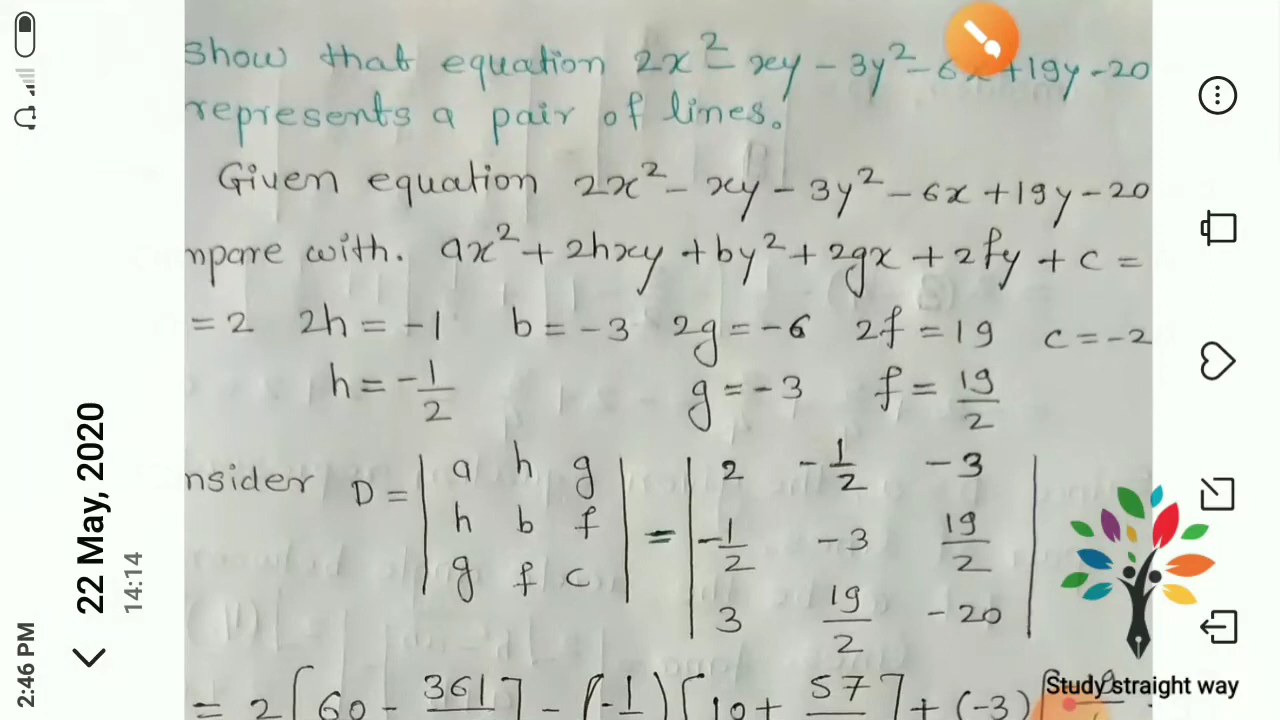 show that equation 2x² - xy - 3y² - 6x + 19y - 20
represents a pair of lines.
Given equation 2x² - xy - 3y² - 6x + 19y - 20
mpare with. ax² + 2hxy + by² + 2gx + 2fy + c =
= 2 2h = -1 b = -3 2g = -6 2f = 19 c = -2
h = -1/2 g = -3 f = 19/2
nsider D = | a h g | = | 2 -1/2 -3 |
| h b f | | -1/2 -3 19/2 |
| g f c | | 3 19/2 -20 |
= 2 [ 60 - 361 ] - (-1 ) [ 10 + 57 ] + (-3) [
Study straight way
22 May, 2020
14:14
2:46 PM